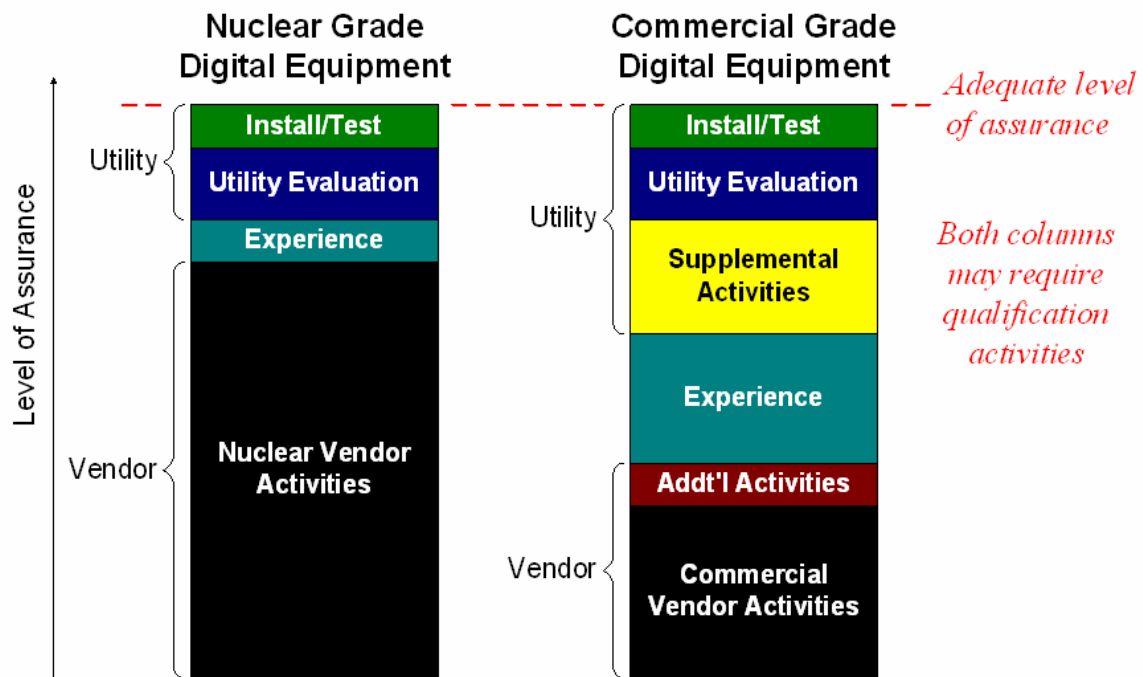 Nuclear Grade
Digital Equipment
Commercial Grade
Digital Equipment
Adequate level
of assurance
Both columns
may require
qualification
activities
Level of Assurance
Utility
Vendor
Install/Test
Utility Evaluation
Experience
Nuclear Vendor
Activities
Utility
Vendor
Install/Test
Utility Evaluation
Supplemental
Activities
Experience
Addt'l Activities
Commercial
Vendor Activities